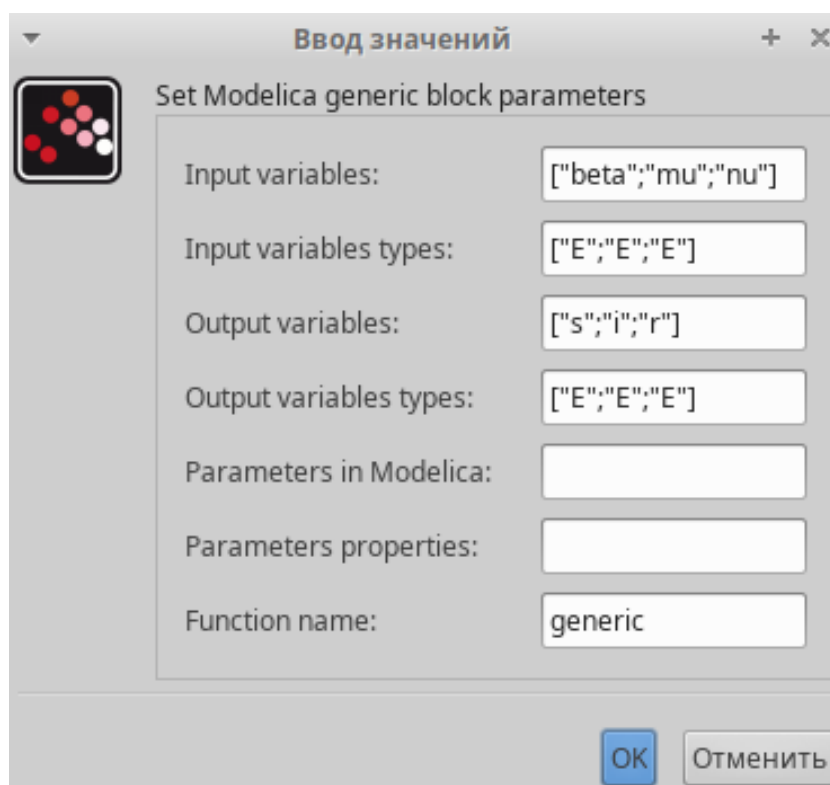 Ввод значений
Set Modelica generic block parameters
Input variables: ["beta";"mu";"nu"]
Input variables types: ["E";"E";"E"]
Output variables: ["s";"i";"r"]
Output variables types: ["E";"E";"E"]
Parameters in Modelica:
Parameters properties:
Function name: generic
OK Отменить